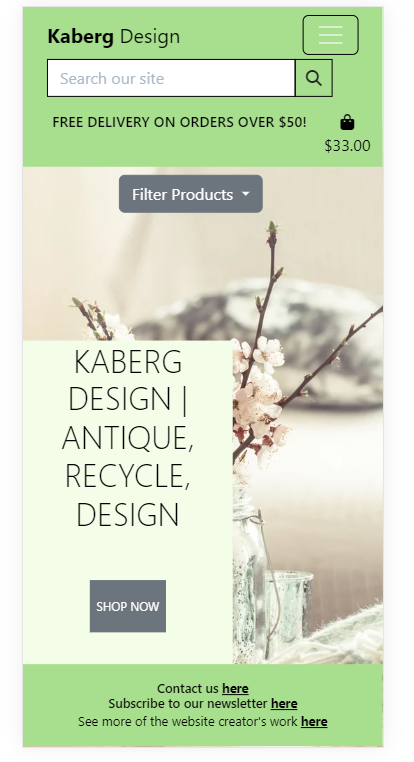 Kaberg Design
Search our site
FREE DELIVERY ON ORDERS OVER $50!
$33.00
Filter Products
KABERG
DESIGN |
ANTIQUE,
RECYCLE,
DESIGN
SHOP NOW
Contact us here
Subscribe to our newsletter here
See more of the website creator's work here